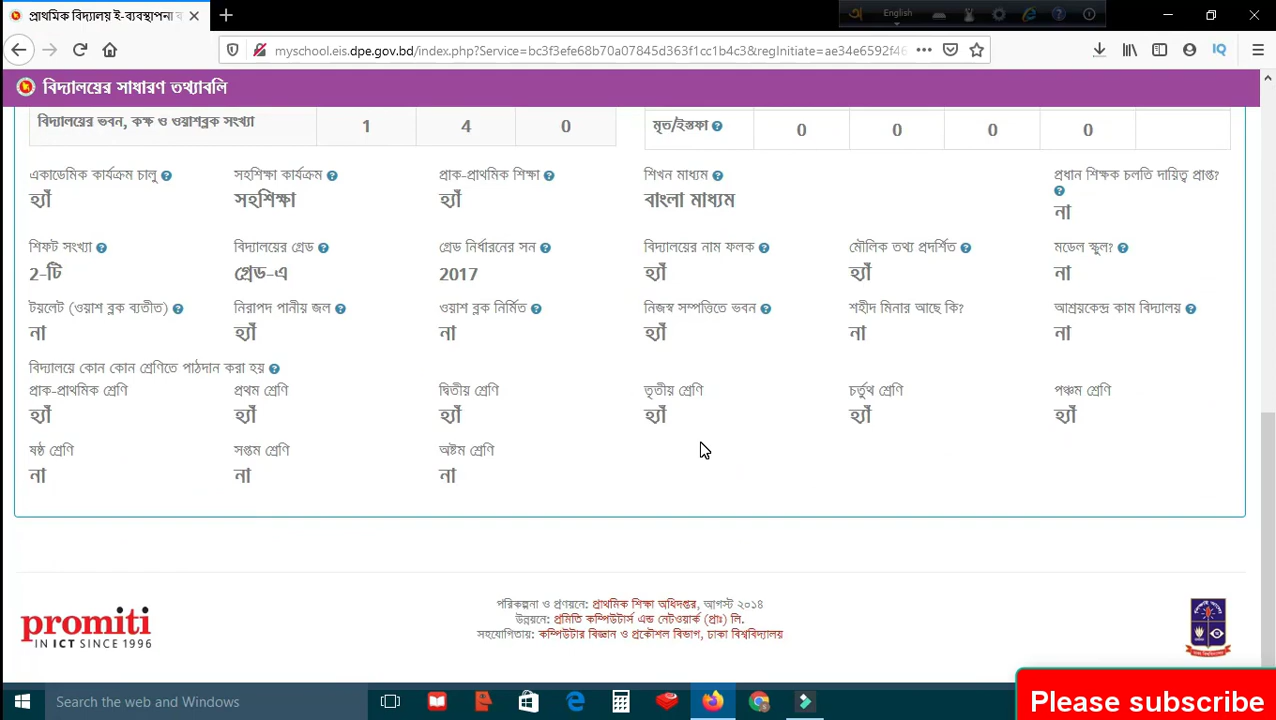 প্রাথমিক বিদ্যালয় ই-ব্যবস্থাপনা ব
English
myschool.eis.dpe.gov.bd/index.php?Service=bc3f3efe68b70a07845d363f1cc1b4c3&regInitiate=ae34e6592f46
বিদ্যালয়ের সাধারণ তথ্যাবলি
বিদ্যালয়ের ভবন, কক্ষ ও ওয়াশব্লক সংখ্যা 1 4 0 মৃত/ইস্তফা 0 0 0 0
একাডেমিক কার্যক্রম চালু সহশিক্ষা কার্যক্রম প্রাক-প্রাথমিক শিক্ষা শিখন মাধ্যম প্রধান শিক্ষক চলতি দায়িত্ব প্রাপ্ত?
হ্যাঁ সহশিক্ষা হ্যাঁ বাংলা মাধ্যম না
শিফট সংখ্যা বিদ্যালয়ের গ্রেড গ্রেড নির্ধারনের সন বিদ্যালয়ের নাম ফলক মৌলিক তথ্য প্রদর্শিত মডেল স্কুল?
2-টি গ্রেড-এ 2017 হ্যাঁ হ্যাঁ না
টয়লেট (ওয়াশ ব্লক ব্যতীত) নিরাপদ পানীয় জল ওয়াশ ব্লক নির্মিত নিজস্ব সম্পত্তিতে ভবন শহীদ মিনার আছে কি? আশ্রয়কেন্দ্র কাম বিদ্যালয়
না হ্যাঁ না হ্যাঁ না না
বিদ্যালয়ে কোন কোন শ্রেণিতে পাঠদান করা হয়
প্রাক-প্রাথমিক শ্রেণি প্রথম শ্রেণি দ্বিতীয় শ্রেণি তৃতীয় শ্রেণি চর্তুথ শ্রেণি পঞ্চম শ্রেণি
হ্যাঁ হ্যাঁ হ্যাঁ হ্যাঁ হ্যাঁ হ্যাঁ
ষষ্ঠ শ্রেণি সপ্তম শ্রেণি অষ্টম শ্রেণি
না না না
পরিকল্পনা ও প্রণয়নে: প্রাথমিক শিক্ষা অধিদপ্তর, আগস্ট ২০১৪
উন্নয়নে: প্রমিতি কম্পিউটার্স এন্ড নেটওয়ার্ক (প্রাঃ) লি.
সহযোগিতায়: কম্পিউটার বিজ্ঞান ও প্রকৌশল বিভাগ, ঢাকা বিশ্ববিদ্যালয়
promiti
IN ICT SINCE 1996
Search the web and Windows
Please subscribe